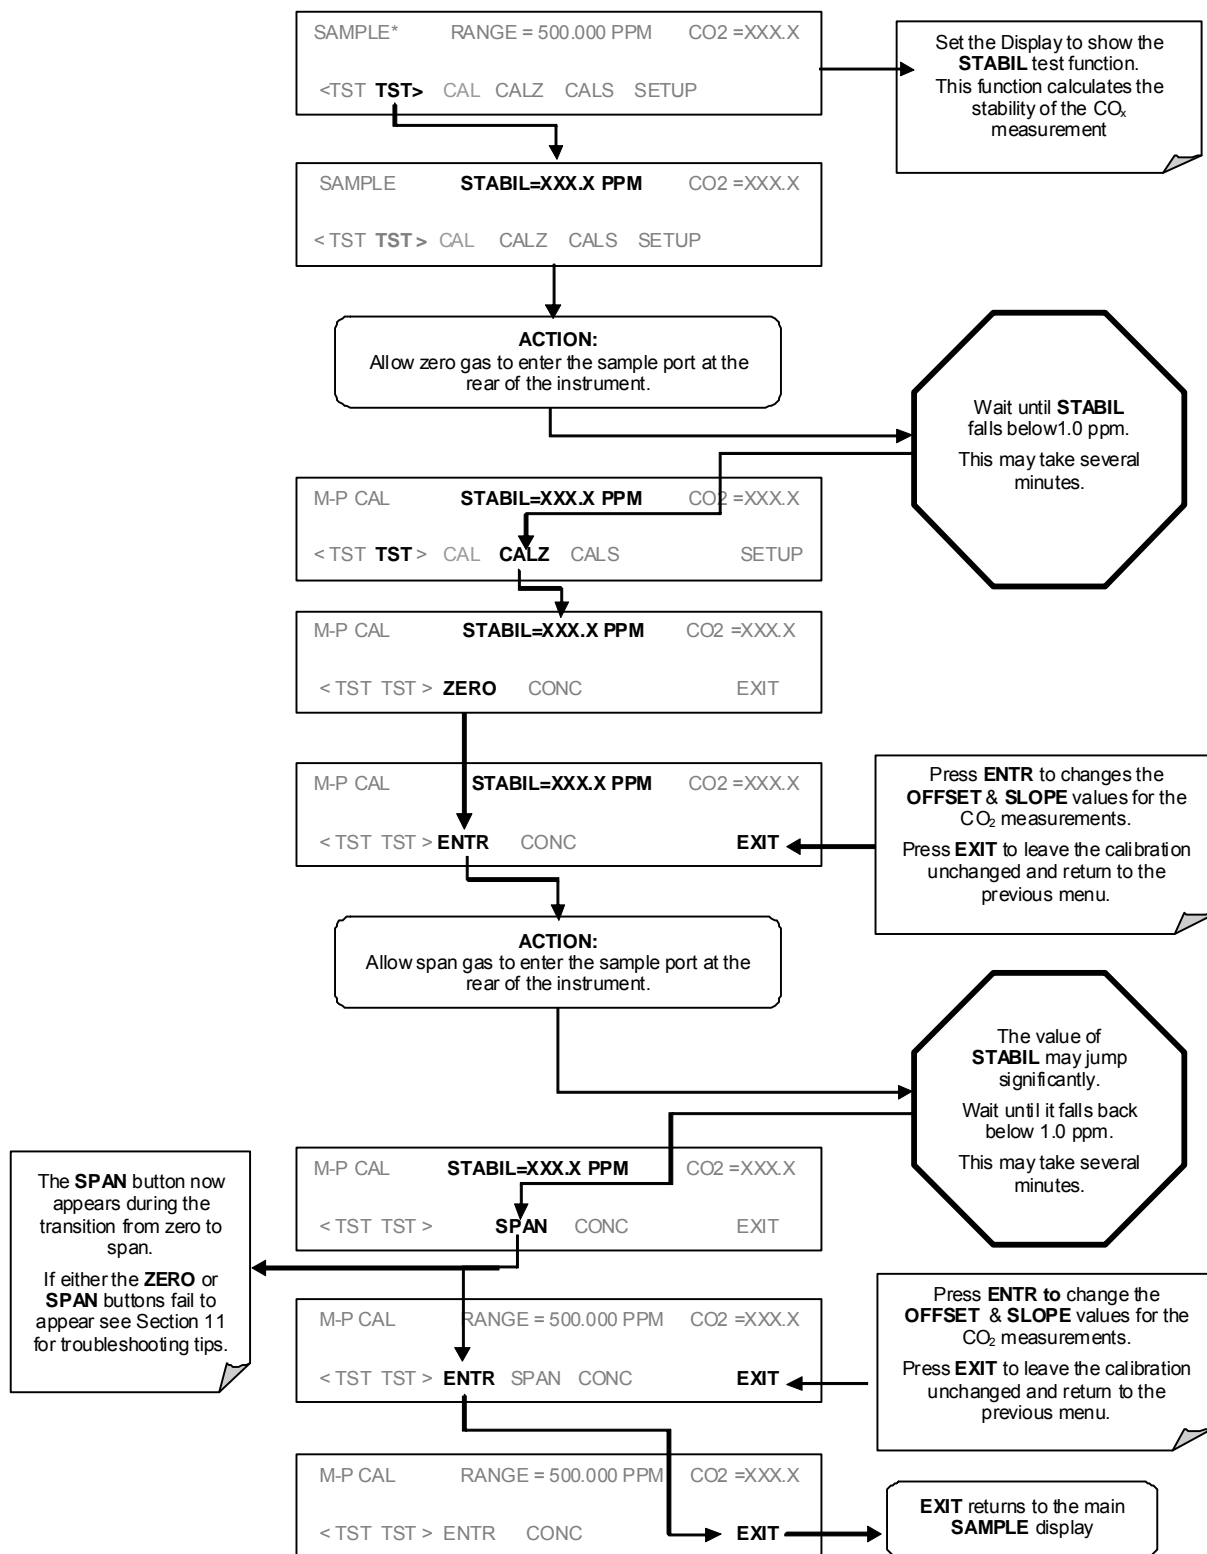 SAMPLE* RANGE = 500.000 PPM CO2 =XXX.X
<TST TST> CAL CALZ CALS SETUP
Set the Display to show the
STABIL test function.
This function calculates the
stability of the COx
measurement
SAMPLE STABIL=XXX.X PPM CO2 =XXX.X
< TST TST > CAL CALZ CALS SETUP
ACTION:
Allow zero gas to enter the sample port at the
rear of the instrument.
Wait until STABIL
falls below1.0 ppm.
This may take several
minutes.
M-P CAL STABIL=XXX.X PPM CO2 =XXX.X
< TST TST > CAL CALZ CALS SETUP
M-P CAL STABIL=XXX.X PPM CO2 =XXX.X
< TST TST > ZERO CONC EXIT
M-P CAL STABIL=XXX.X PPM CO2 =XXX.X
< TST TST > ENTR CONC EXIT
Press ENTR to changes the
OFFSET & SLOPE values for the
CO₂ measurements.
Press EXIT to leave the calibration
unchanged and return to the
previous menu.
ACTION:
Allow span gas to enter the sample port at the
rear of the instrument.
The value of
STABIL may jump
significantly.
Wait until it falls back
below 1.0 ppm.
This may take several
minutes.
M-P CAL STABIL=XXX.X PPM CO2 =XXX.X
< TST TST > SPAN CONC EXIT
The SPAN button now
appears during the
transition from zero to
span.
If either the ZERO or
SPAN buttons fail to
appear see Section 11
for troubleshooting tips.
M-P CAL RANGE = 500.000 PPM CO2 =XXX.X
< TST TST > ENTR SPAN CONC EXIT
Press ENTR to change the
OFFSET & SLOPE values for the
CO₂ measurements.
Press EXIT to leave the calibration
unchanged and return to the
previous menu.
M-P CAL RANGE = 500.000 PPM CO2 =XXX.X
< TST TST > ENTR CONC EXIT
EXIT returns to the main
SAMPLE display